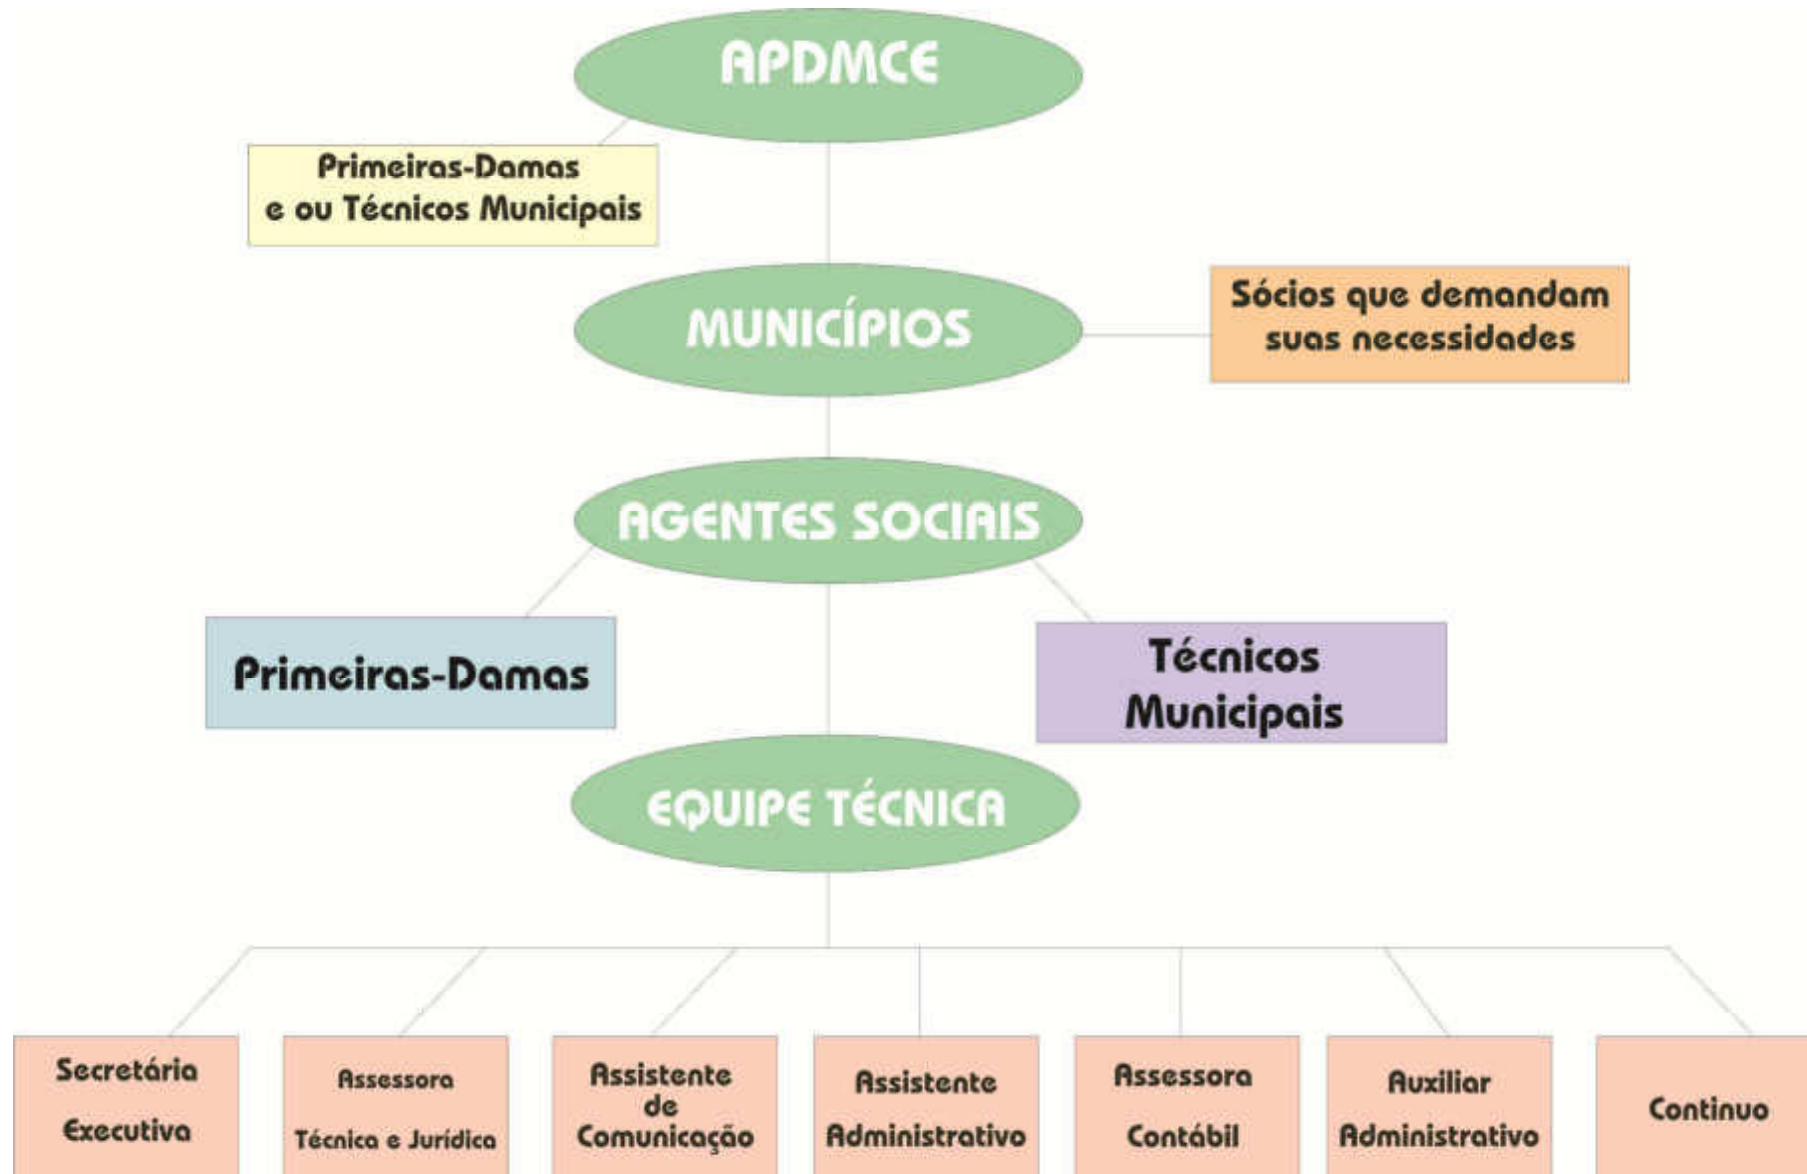 APDMCE
Primeiras-Damas
e ou Técnicos Municipais
MUNICÍPIOS
Sócios que demandam
suas necessidades
AGENTES SOCIAIS
Primeiras-Damas
Técnicos
Municipais
EQUIPE TÉCNICA
Secretária
Executiva
Assessora
Técnica e Jurídica
Assistente
de
Comunicação
Assistente
Administrativo
Assessora
Contábil
Auxiliar
Administrativo
Continuo